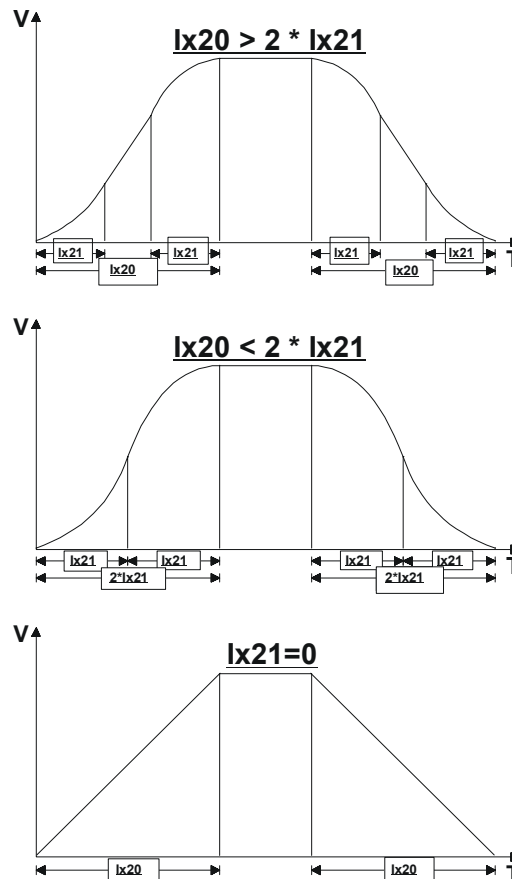 V
Ix20 > 2 * Ix21
Ix21 Ix21 Ix21 Ix21 T
Ix20 Ix20
V
Ix20 < 2 * Ix21
Ix21 Ix21 Ix21 Ix21 T
2*Ix21 2*Ix21
V
Ix21=0
Ix20 Ix20 T